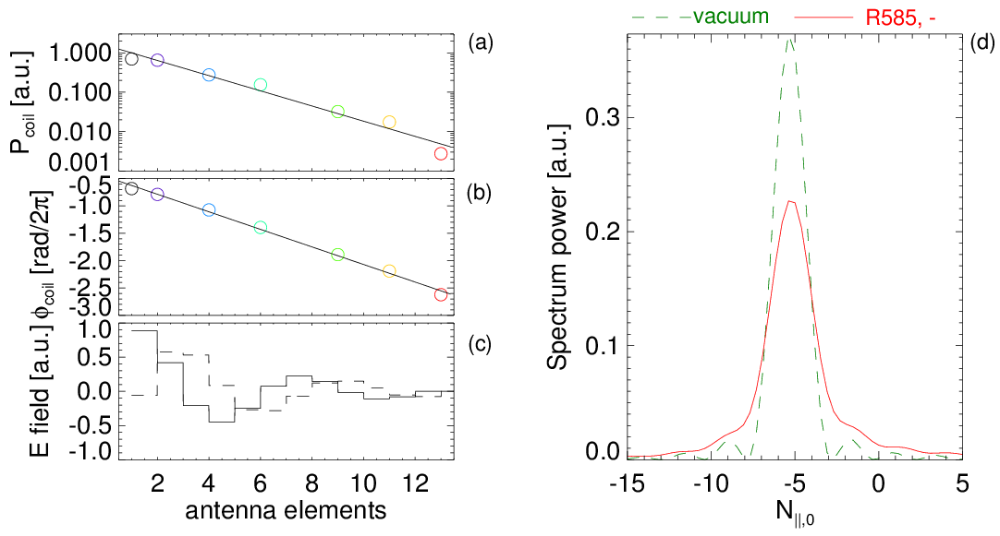 vacuum
R585, -
(a)
P_coil [a.u.]
1.000
0.100
0.010
0.001
(b)
ϕ_coil [rad/2π]
-0.5
-1.0
-1.5
-2.0
-2.5
-3.0
(c)
E field [a.u.]
1.0
0.5
0.0
-0.5
-1.0
2 4 6 8 10 12
antenna elements
(d)
Spectrum power [a.u.]
0.3
0.2
0.1
0.0
-15 -10 -5 0 5
N_||,0